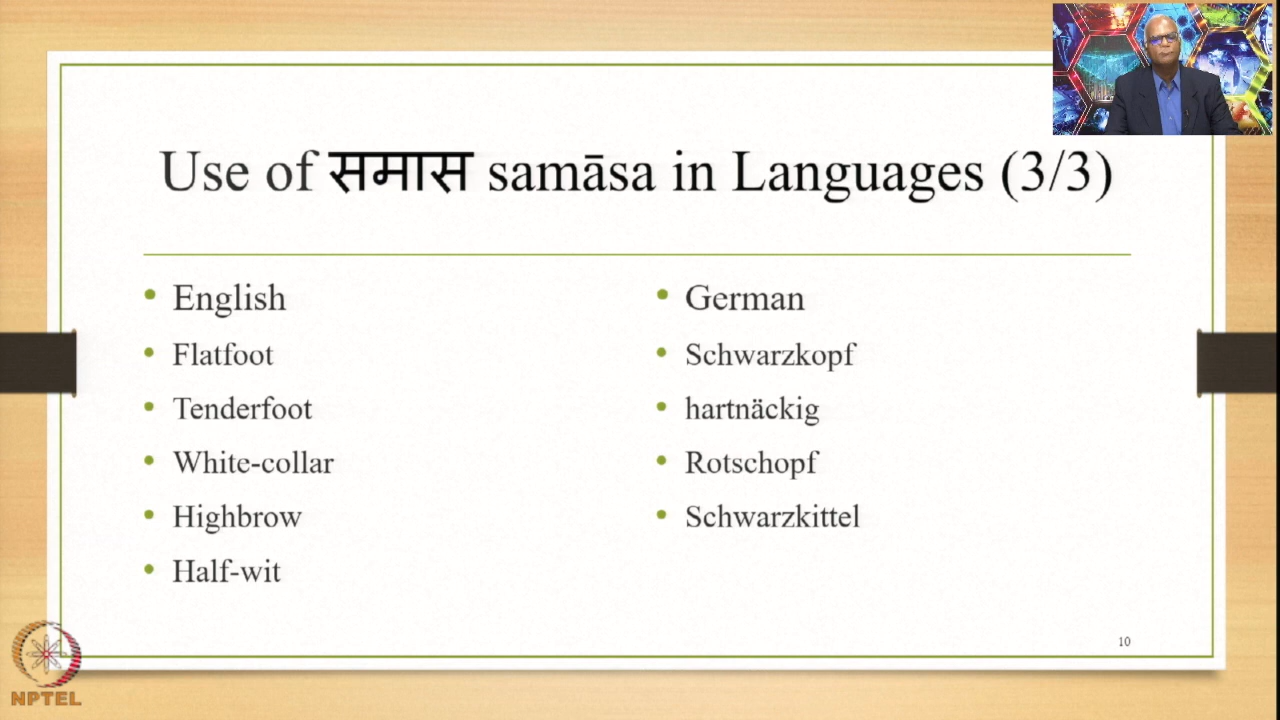 Use of समास samāsa in Languages (3/3)
English
Flatfoot
Tenderfoot
White-collar
Highbrow
Half-wit
German
Schwarzkopf
hartnäckig
Rotschopf
Schwarzkittel
10
NPTEL